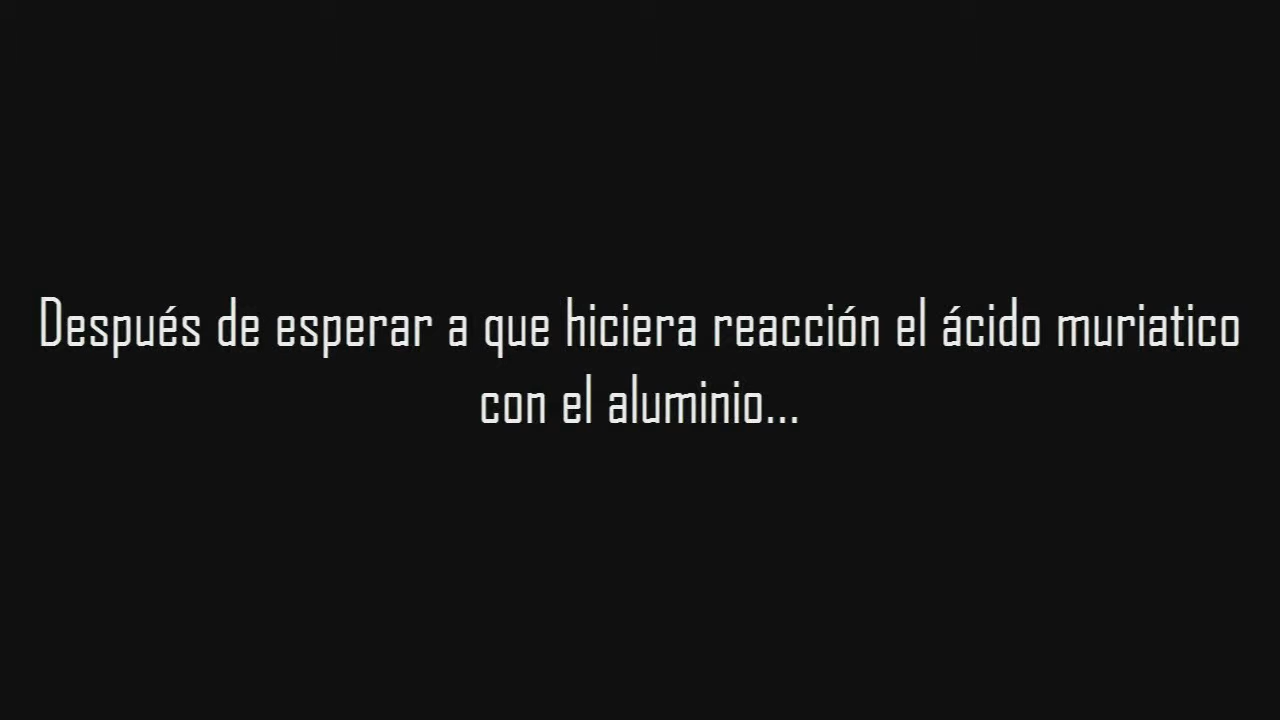 Después de esperar a que hiciera reacción el ácido muriatico
con el aluminio...